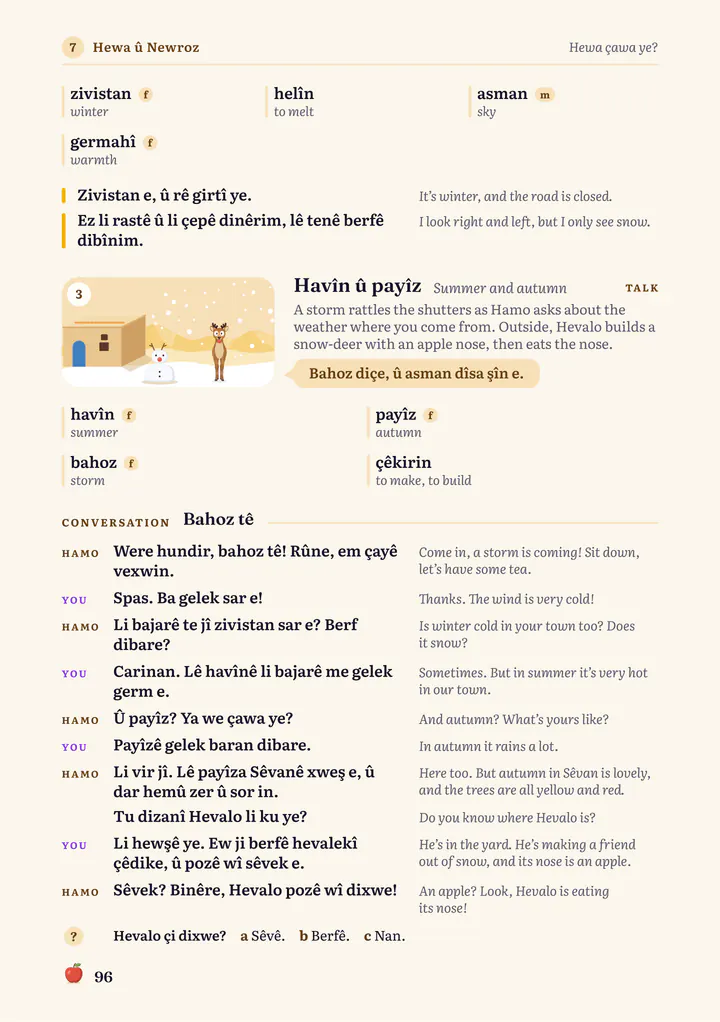 7 Hewa û Newroz
Hewa çawa ye?
zivistan f
winter
helîn
to melt
asman m
sky
germahî f
warmth
Zivistan e, û rê girtî ye.
It's winter, and the road is closed.
Ez li rastê û li çepê dinêrim, lê tenê berfê
dibînim.
I look right and left, but I only see snow.
3
Havîn û payîz Summer and autumn TALK
A storm rattles the shutters as Hamo asks about the
weather where you come from. Outside, Hevalo builds a
snow-deer with an apple nose, then eats the nose.
Bahoz diçe, û asman dîsa şîn e.
havîn f
summer
payîz f
autumn
bahoz f
storm
çêkirin
to make, to build
CONVERSATION Bahoz tê
HAMO Were hundir, bahoz tê! Rûne, em çayê
vexwin.
Come in, a storm is coming! Sit down,
let's have some tea.
YOU Spas. Ba gelek sar e!
Thanks. The wind is very cold!
HAMO Li bajarê te jî zivistan sar e? Berf
dibare?
Is winter cold in your town too? Does
it snow?
YOU Carinan. Lê havînê li bajarê me gelek
germ e.
Sometimes. But in summer it's very hot
in our town.
HAMO Û payîz? Ya we çawa ye?
And autumn? What's yours like?
YOU Payîzê gelek baran dibare.
In autumn it rains a lot.
HAMO Li vir jî. Lê payîza Sêvanê xweş e, û
dar hemû zer û sor in.
Here too. But autumn in Sêvan is lovely,
and the trees are all yellow and red.
Tu dizanî Hevalo li ku ye?
Do you know where Hevalo is?
YOU Li hewşê ye. Ew ji berfê hevalekî
çêdike, û pozê wî sêvek e.
He's in the yard. He's making a friend
out of snow, and its nose is an apple.
HAMO Sêvek? Binêre, Hevalo pozê wî dixwe!
An apple? Look, Hevalo is eating
its nose!
? Hevalo çi dixwe? a Sêvê. b Berfê. c Nan.
96